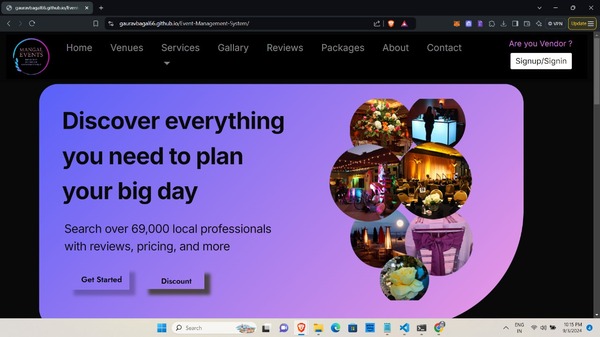 gauravbagal66.github.io/Event-Management-System/
gauravbagal66.github.io/Event-Management-System/
VPN
Update
MANGAL
EVENTS
Home Venues Services Gallary Reviews Packages About Contact
Are you Vendor ?
Signup/Signin
Discover everything
you need to plan
your big day
Search over 69,000 local professionals
with reviews, pricing, and more
Get Started Discount
Search
ENG
IN
10:15 PM
8/3/2024